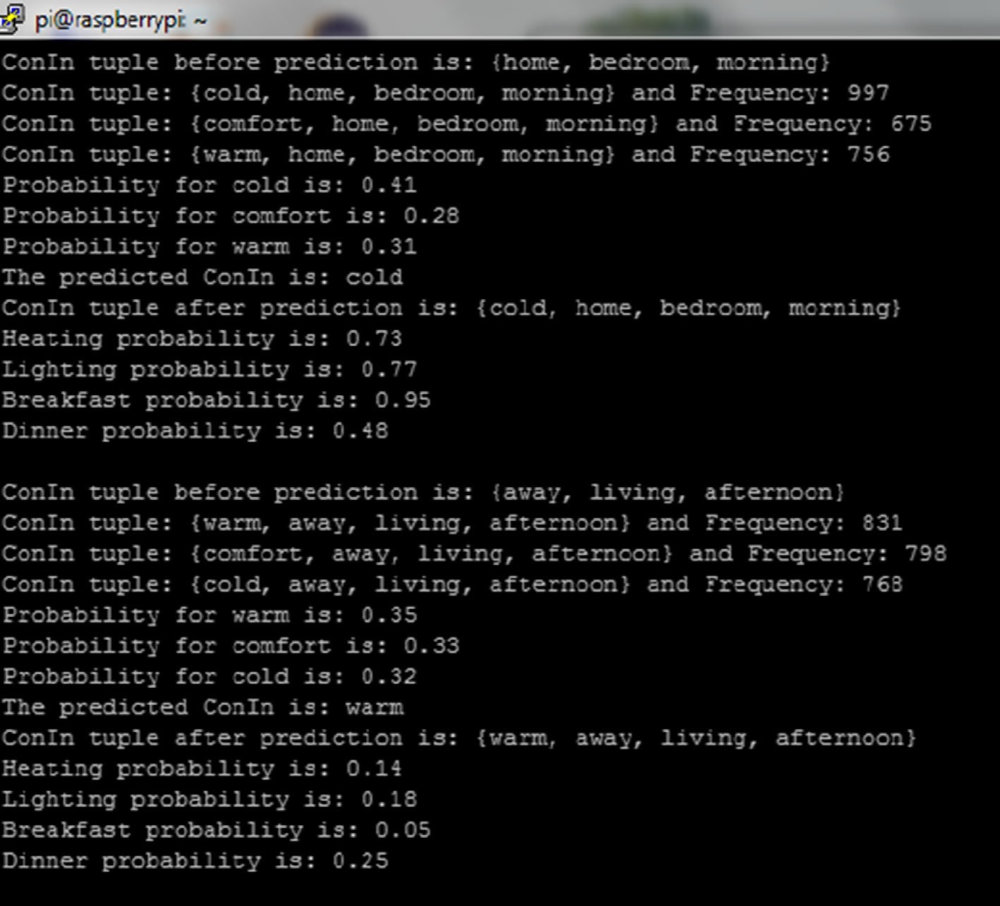 pi@raspberrypi: ~
ConIn tuple before prediction is: {home, bedroom, morning}
ConIn tuple: {cold, home, bedroom, morning} and Frequency: 997
ConIn tuple: {comfort, home, bedroom, morning} and Frequency: 675
ConIn tuple: {warm, home, bedroom, morning} and Frequency: 756
Probability for cold is: 0.41
Probability for comfort is: 0.28
Probability for warm is: 0.31
The predicted ConIn is: cold
ConIn tuple after prediction is: {cold, home, bedroom, morning}
Heating probability is: 0.73
Lighting probability is: 0.77
Breakfast probability is: 0.95
Dinner probability is: 0.48
ConIn tuple before prediction is: {away, living, afternoon}
ConIn tuple: {warm, away, living, afternoon} and Frequency: 831
ConIn tuple: {comfort, away, living, afternoon} and Frequency: 798
ConIn tuple: {cold, away, living, afternoon} and Frequency: 768
Probability for warm is: 0.35
Probability for comfort is: 0.33
Probability for cold is: 0.32
The predicted ConIn is: warm
ConIn tuple after prediction is: {warm, away, living, afternoon}
Heating probability is: 0.14
Lighting probability is: 0.18
Breakfast probability is: 0.05
Dinner probability is: 0.25